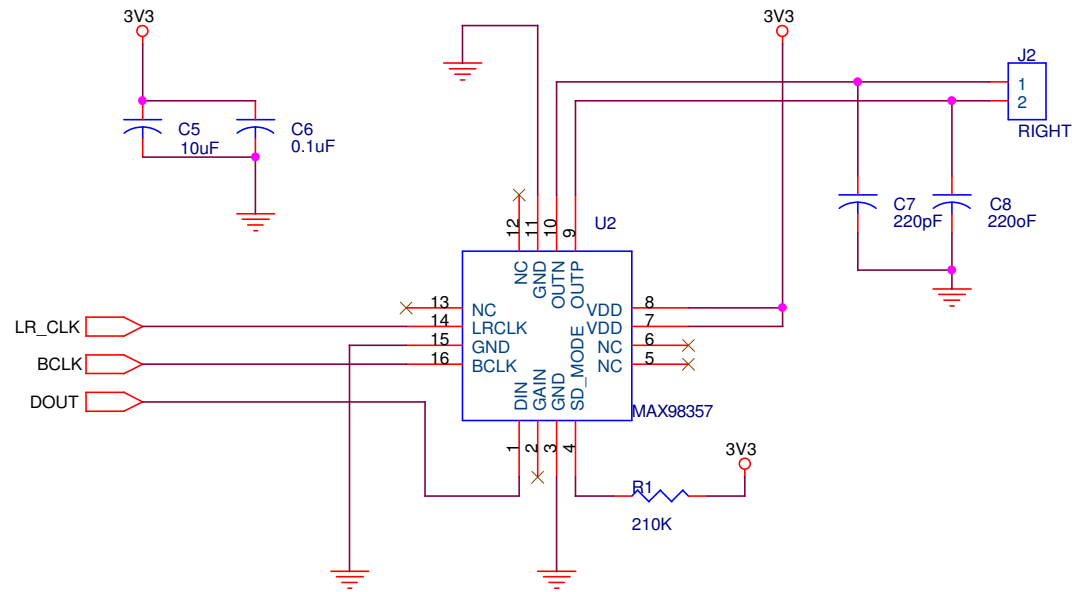 3V3
3V3
J2
1
2
RIGHT
C5
10uF
C6
0.1uF
C7
220pF
C8
220oF
U2
12
11
10
9
NC
GND
OUTN
OUTP
13
NC
14
LRCLK
15
GND
16
BCLK
VDD
8
VDD
7
NC
6
NC
5
LR_CLK
BCLK
DOUT
DIN
GAIN
GND
SD_MODE
MAX98357
1
2
3
4
3V3
R1
210K